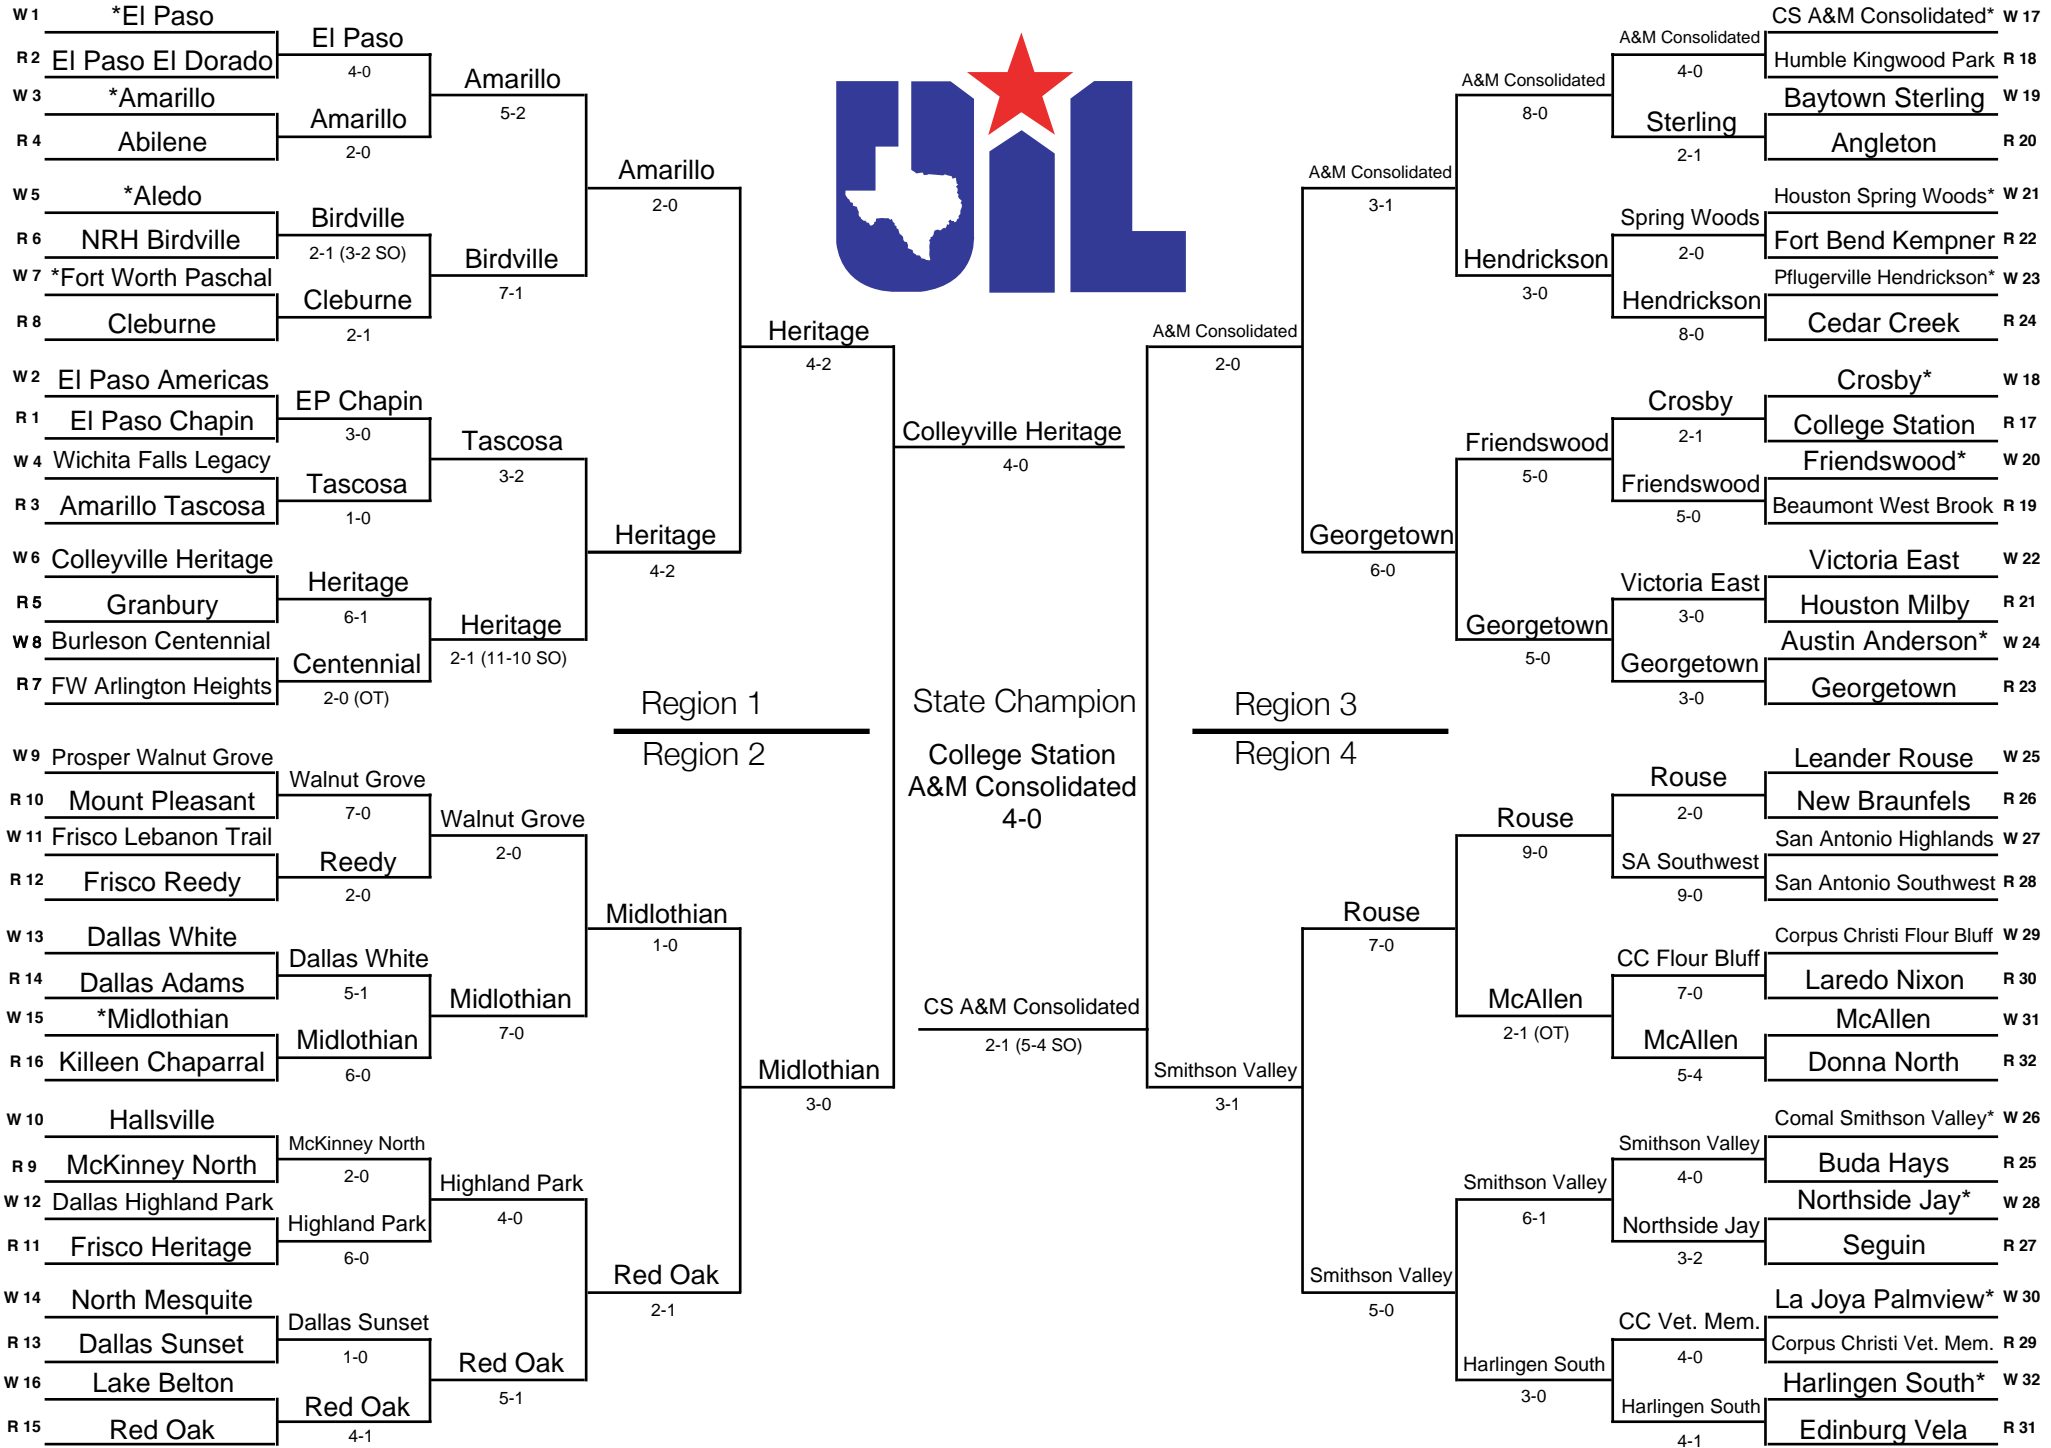 W 1 *El Paso
R 2 El Paso El Dorado
El Paso
4-0
W 3 *Amarillo
R 4 Abilene
Amarillo
2-0
Amarillo
5-2
W 5 *Aledo
R 6 NRH Birdville
Birdville
2-1 (3-2 SO)
W 7 *Fort Worth Paschal
R 8 Cleburne
Cleburne
2-1
Birdville
7-1
Amarillo
2-0
W 2 El Paso Americas
R 1 El Paso Chapin
EP Chapin
3-0
W 4 Wichita Falls Legacy
R 3 Amarillo Tascosa
Tascosa
1-0
Tascosa
3-2
W 6 Colleyville Heritage
R 5 Granbury
Heritage
6-1
W 8 Burleson Centennial
R 7 FW Arlington Heights
Centennial
2-0 (OT)
Heritage
2-1 (11-10 SO)
Heritage
4-2
Heritage
4-2
Region 1
Region 2
W 9 Prosper Walnut Grove
R 10 Mount Pleasant
Walnut Grove
7-0
W 11 Frisco Lebanon Trail
R 12 Frisco Reedy
Reedy
2-0
Walnut Grove
2-0
W 13 Dallas White
R 14 Dallas Adams
Dallas White
5-1
W 15 *Midlothian
R 16 Killeen Chaparral
Midlothian
6-0
Midlothian
7-0
Midlothian
1-0
W 10 Hallsville
R 9 McKinney North
McKinney North
2-0
W 12 Dallas Highland Park
R 11 Frisco Heritage
Highland Park
6-0
Highland Park
4-0
W 14 North Mesquite
R 13 Dallas Sunset
Dallas Sunset
1-0
W 16 Lake Belton
R 15 Red Oak
Red Oak
4-1
Red Oak
5-1
Red Oak
2-1
Midlothian
3-0
UIL
Colleyville Heritage
4-0
State Champion
College Station
A&M Consolidated
4-0
CS A&M Consolidated
2-1 (5-4 SO)
CS A&M Consolidated* W 17
Humble Kingwood Park R 18
A&M Consolidated
4-0
Baytown Sterling W 19
Angleton R 20
Sterling
2-1
A&M Consolidated
8-0
Houston Spring Woods* W 21
Fort Bend Kempner R 22
Spring Woods
2-0
Pflugerville Hendrickson* W 23
Cedar Creek R 24
Hendrickson
8-0
Hendrickson
3-0
A&M Consolidated
3-1
Crosby* W 18
College Station R 17
Crosby
2-1
Friendswood* W 20
Beaumont West Brook R 19
Friendswood
5-0
Friendswood
5-0
Victoria East W 22
Houston Milby R 21
Victoria East
3-0
Austin Anderson* W 24
Georgetown R 23
Georgetown
3-0
Georgetown
5-0
Georgetown
6-0
A&M Consolidated
2-0
Region 3
Region 4
Leander Rouse W 25
New Braunfels R 26
Rouse
2-0
San Antonio Highlands W 27
San Antonio Southwest R 28
SA Southwest
9-0
Rouse
9-0
Corpus Christi Flour Bluff W 29
Laredo Nixon R 30
CC Flour Bluff
7-0
McAllen W 31
Donna North R 32
McAllen
5-4
McAllen
2-1 (OT)
Rouse
7-0
Comal Smithson Valley* W 26
Buda Hays R 25
Smithson Valley
4-0
Northside Jay* W 28
Seguin R 27
Northside Jay
3-2
Smithson Valley
6-1
La Joya Palmview* W 30
Corpus Christi Vet. Mem. R 29
CC Vet. Mem.
4-0
Harlingen South* W 32
Edinburg Vela R 31
Harlingen South
4-1
Harlingen South
3-0
Smithson Valley
5-0
Smithson Valley
3-1